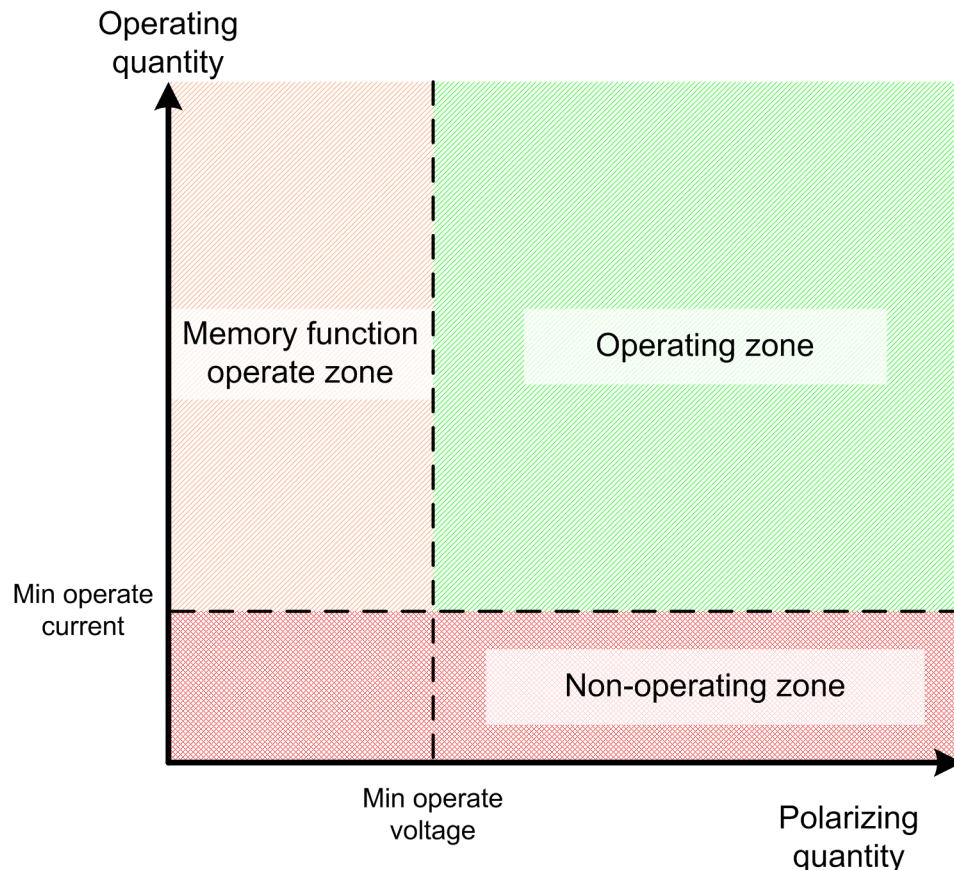 Operating
quantity
Memory function
operate zone
Operating zone
Min operate
current
Non-operating zone
Min operate
voltage
Polarizing
quantity